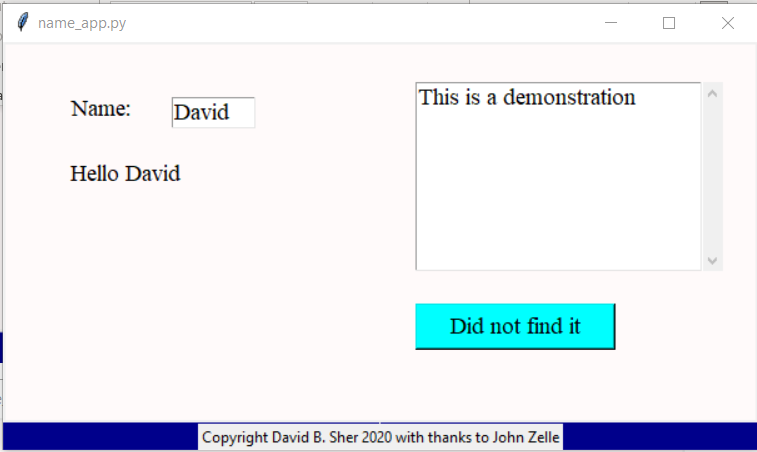 name_app.py
Name: David
Hello David
This is a demonstration
Did not find it
Copyright David B. Sher 2020 with thanks to John Zelle